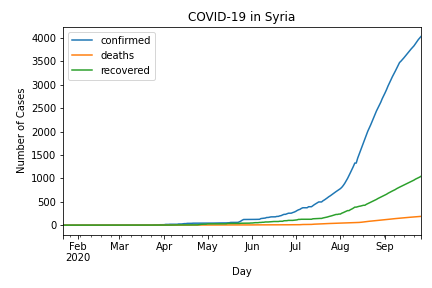 COVID-19 in Syria
confirmed
deaths
recovered
Number of Cases
4000
3500
3000
2500
2000
1500
1000
500
0
Feb Mar Apr May Jun Jul Aug Sep
2020
Day